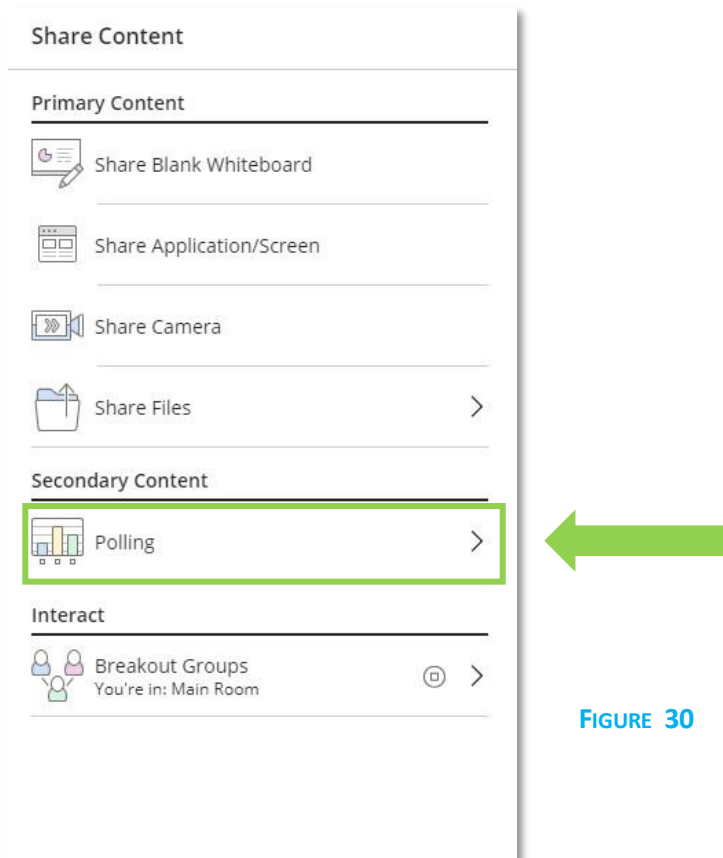 Share Content
Primary Content
Share Blank Whiteboard
Share Application/Screen
Share Camera
Share Files
Secondary Content
Polling
Interact
Breakout Groups
You're in: Main Room
FIGURE 30